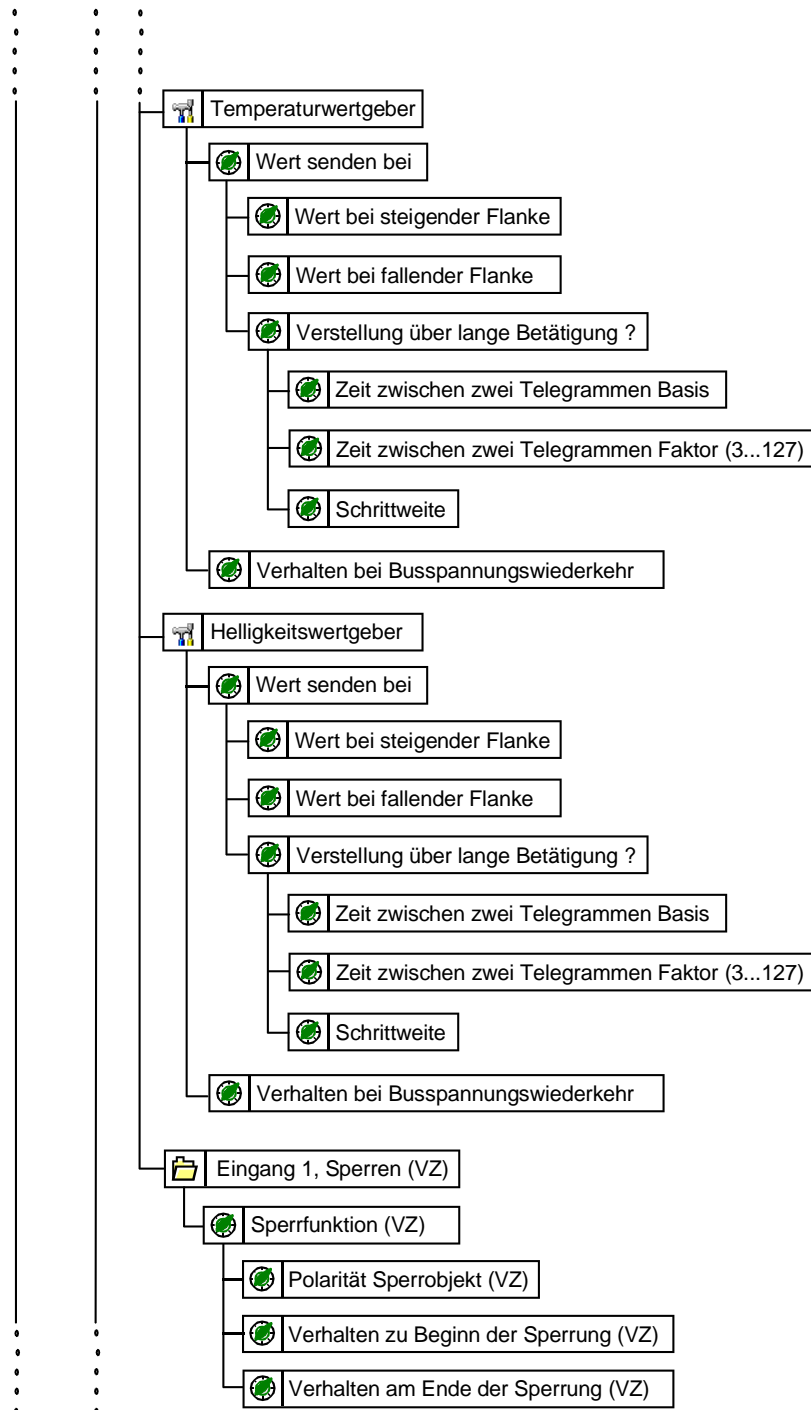 Temperaturwertgeber
Wert senden bei
Wert bei steigender Flanke
Wert bei fallender Flanke
Verstellung über lange Betätigung ?
Zeit zwischen zwei Telegrammen Basis
Zeit zwischen zwei Telegrammen Faktor (3...127)
Schrittweite
Verhalten bei Busspannungswiederkehr
Helligkeitswertgeber
Wert senden bei
Wert bei steigender Flanke
Wert bei fallender Flanke
Verstellung über lange Betätigung ?
Zeit zwischen zwei Telegrammen Basis
Zeit zwischen zwei Telegrammen Faktor (3...127)
Schrittweite
Verhalten bei Busspannungswiederkehr
Eingang 1, Sperren (VZ)
Sperrfunktion (VZ)
Polarität Sperrobjekt (VZ)
Verhalten zu Beginn der Sperrung (VZ)
Verhalten am Ende der Sperrung (VZ)